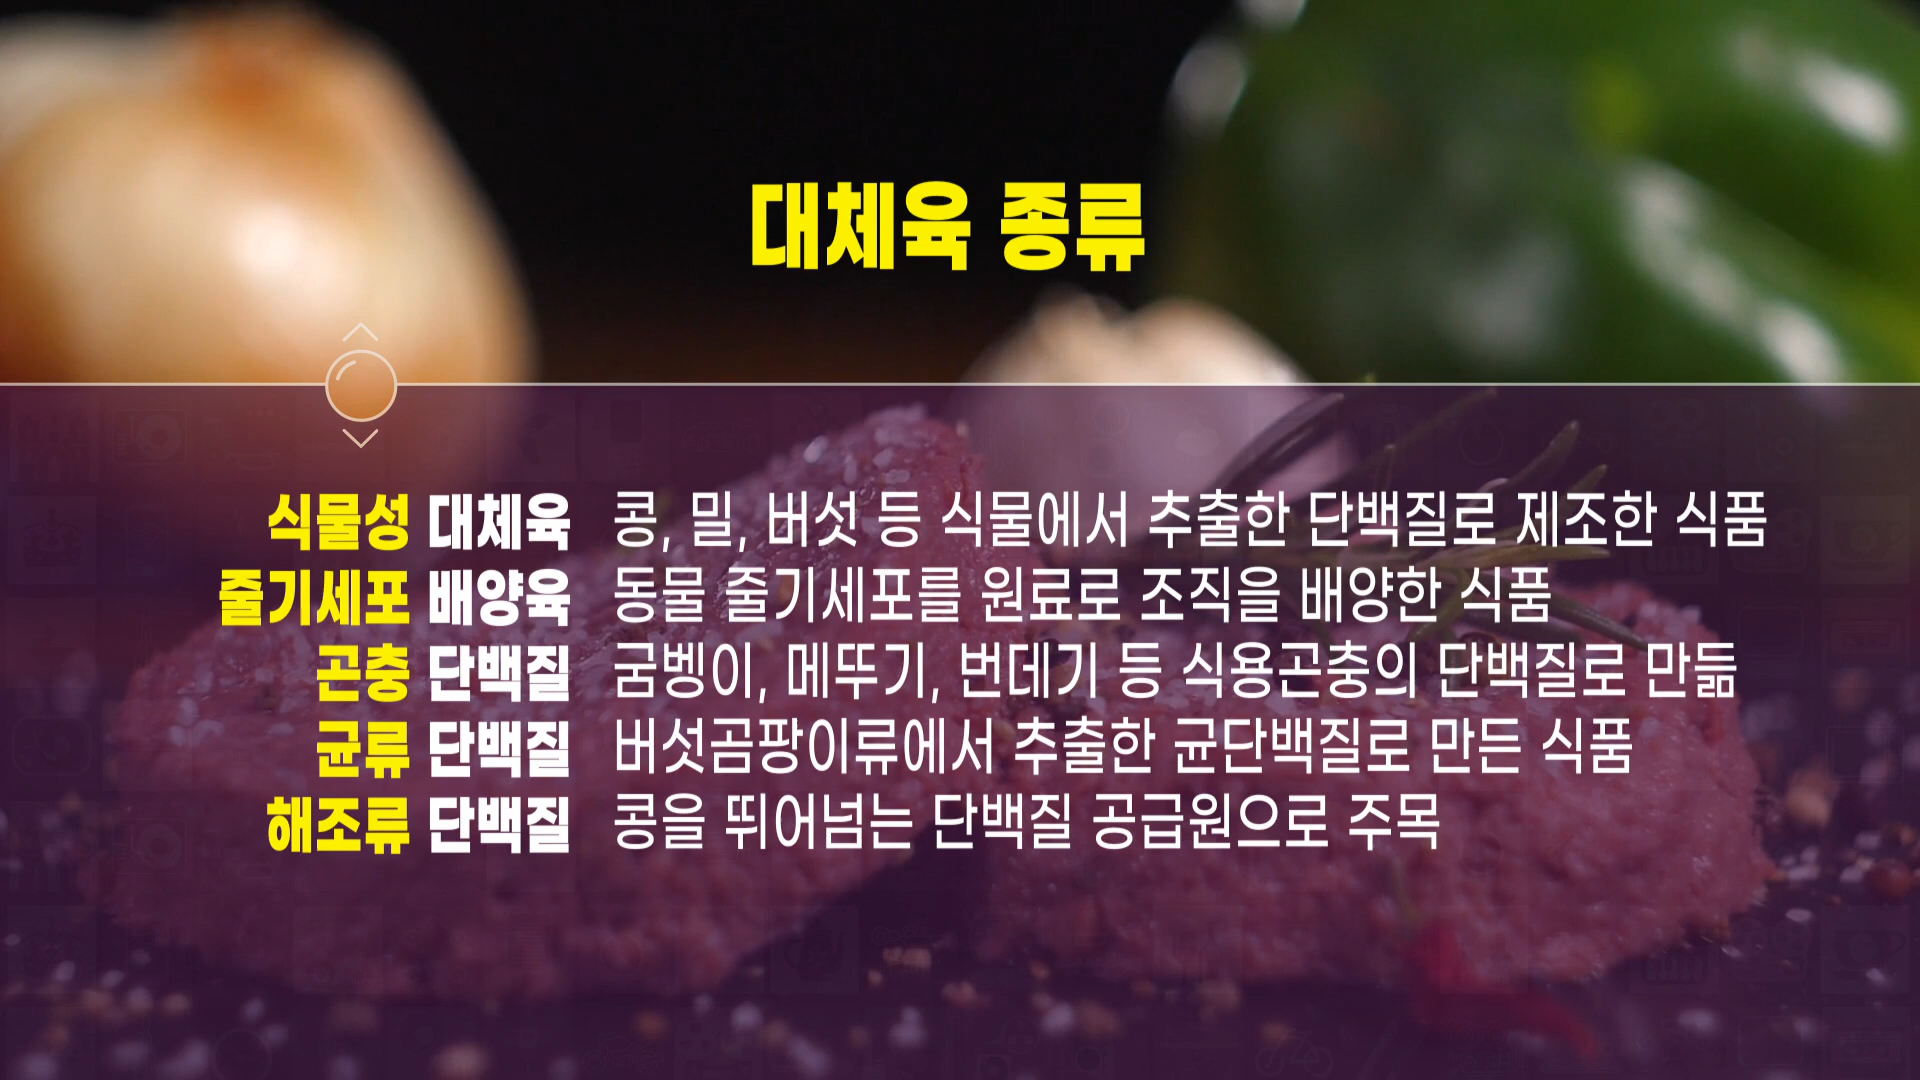 대체육 종류
식물성 대체육 콩, 밀, 버섯 등 식물에서 추출한 단백질로 제조한 식품
줄기세포 배양육 동물 줄기세포를 원료로 조직을 배양한 식품
곤충 단백질 굼벵이, 메뚜기, 번데기 등 식용곤충의 단백질로 만듦
균류 단백질 버섯곰팡이류에서 추출한 균단백질로 만든 식품
해조류 단백질 콩을 뛰어넘는 단백질 공급원으로 주목